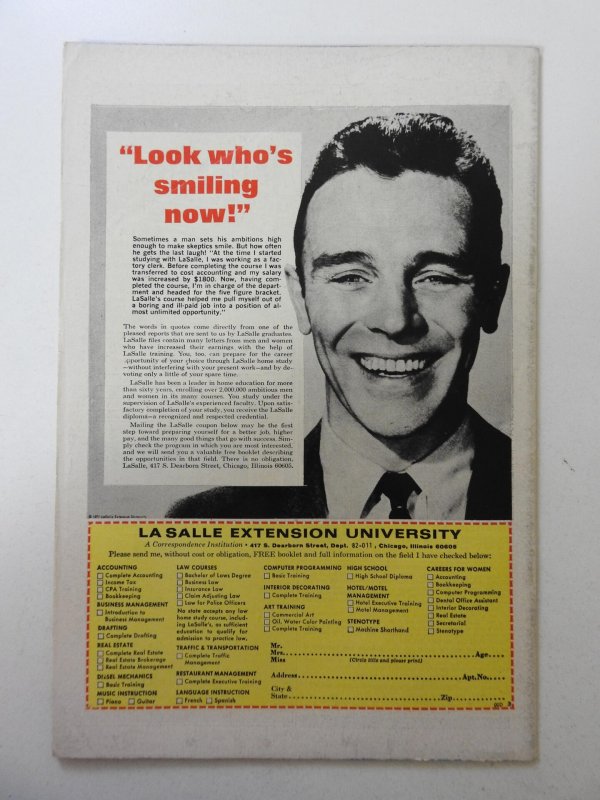 “Look who's
smiling
now!”
Sometimes a man sets his ambitions high
enough to make skeptics smile. But how often
he gets the last laugh! “At the time I started
studying with LaSalle, I was working as a fac-
tory clerk. Before completing the course I was
transferred to cost accounting and my salary
was increased by $1800. Now, having com-
pleted the course, I'm in charge of the depart-
ment and headed for the five figure bracket.
LaSalle's course helped me pull myself out of
a boring and ill-paid job into a position of al-
most unlimited opportunity.”
The words in quotes come directly from one of the
pleased reports that are sent to us by LaSalle graduates.
LaSalle files contain many letters from men and women
who have increased their earnings with the help of
LaSalle training. You, too, can prepare for the career
opportunity of your choice through LaSalle home study
—without interfering with your present work—and by de-
voting only a little of your spare time.
LaSalle has been a leader in home education for more
than sixty years, enrolling over 2,000,000 ambitious men
and women in its many courses. You study under the
supervision of LaSalle's experienced faculty. Upon satis-
factory completion of your study, you receive the LaSalle
diploma—a recognized and respected credential.
Mailing the LaSalle coupon below may be the first
step toward preparing yourself for a better job, higher
pay, and the many good things that go with success. Sim-
ply check the program in which you are most interested,
and we will send you a valuable free booklet describing
the opportunities in that field. There is no obligation.
LaSalle, 417 S. Dearborn Street, Chicago, Illinois 60605.
LaSalle Extension University
LA SALLE EXTENSION UNIVERSITY
A Correspondence Institution • 417 S. Dearborn Street, Dept. 82-011, Chicago, Illinois 60605
Please send me, without cost or obligation, FREE booklet and full information on the field I have checked below:
ACCOUNTING
Complete Accounting
Income Tax
CPA Training
Bookkeeping
BUSINESS MANAGEMENT
Introduction to
Business Management
DRAFTING
Complete Drafting
REAL ESTATE
Complete Real Estate
Real Estate Brokerage
Real Estate Management
DIESEL MECHANICS
Basic Training
MUSIC INSTRUCTION
Piano Guitar
LAW COURSES
Bachelor of Laws Degree
Business Law
Insurance Law
Claim Adjusting Law
Law for Police Officers
No state accepts any law
home study course, includ-
ing LaSalle's, as sufficient
education to qualify for
admission to practice law.
TRAFFIC & TRANSPORTATION
Complete Traffic
Management
RESTAURANT MANAGEMENT
Complete Executive Training
LANGUAGE INSTRUCTION
French Spanish
COMPUTER PROGRAMMING
Basic Training
INTERIOR DECORATING
Complete Training
ART TRAINING
Commercial Art
Oil, Water Color Painting
Complete Training
HIGH SCHOOL
High School Diploma
HOTEL/MOTEL
MANAGEMENT
Hotel Executive Training
Motel Management
STENOTYPE
Machine Shorthand
CAREERS FOR WOMEN
Accounting
Bookkeeping
Computer Programming
Dental Office Assistant
Interior Decorating
Real Estate
Secretarial
Stenotype
Mr.
Mrs.
Miss Age
(Circle title and please print)
Address Apt. No.
City &
State Zip